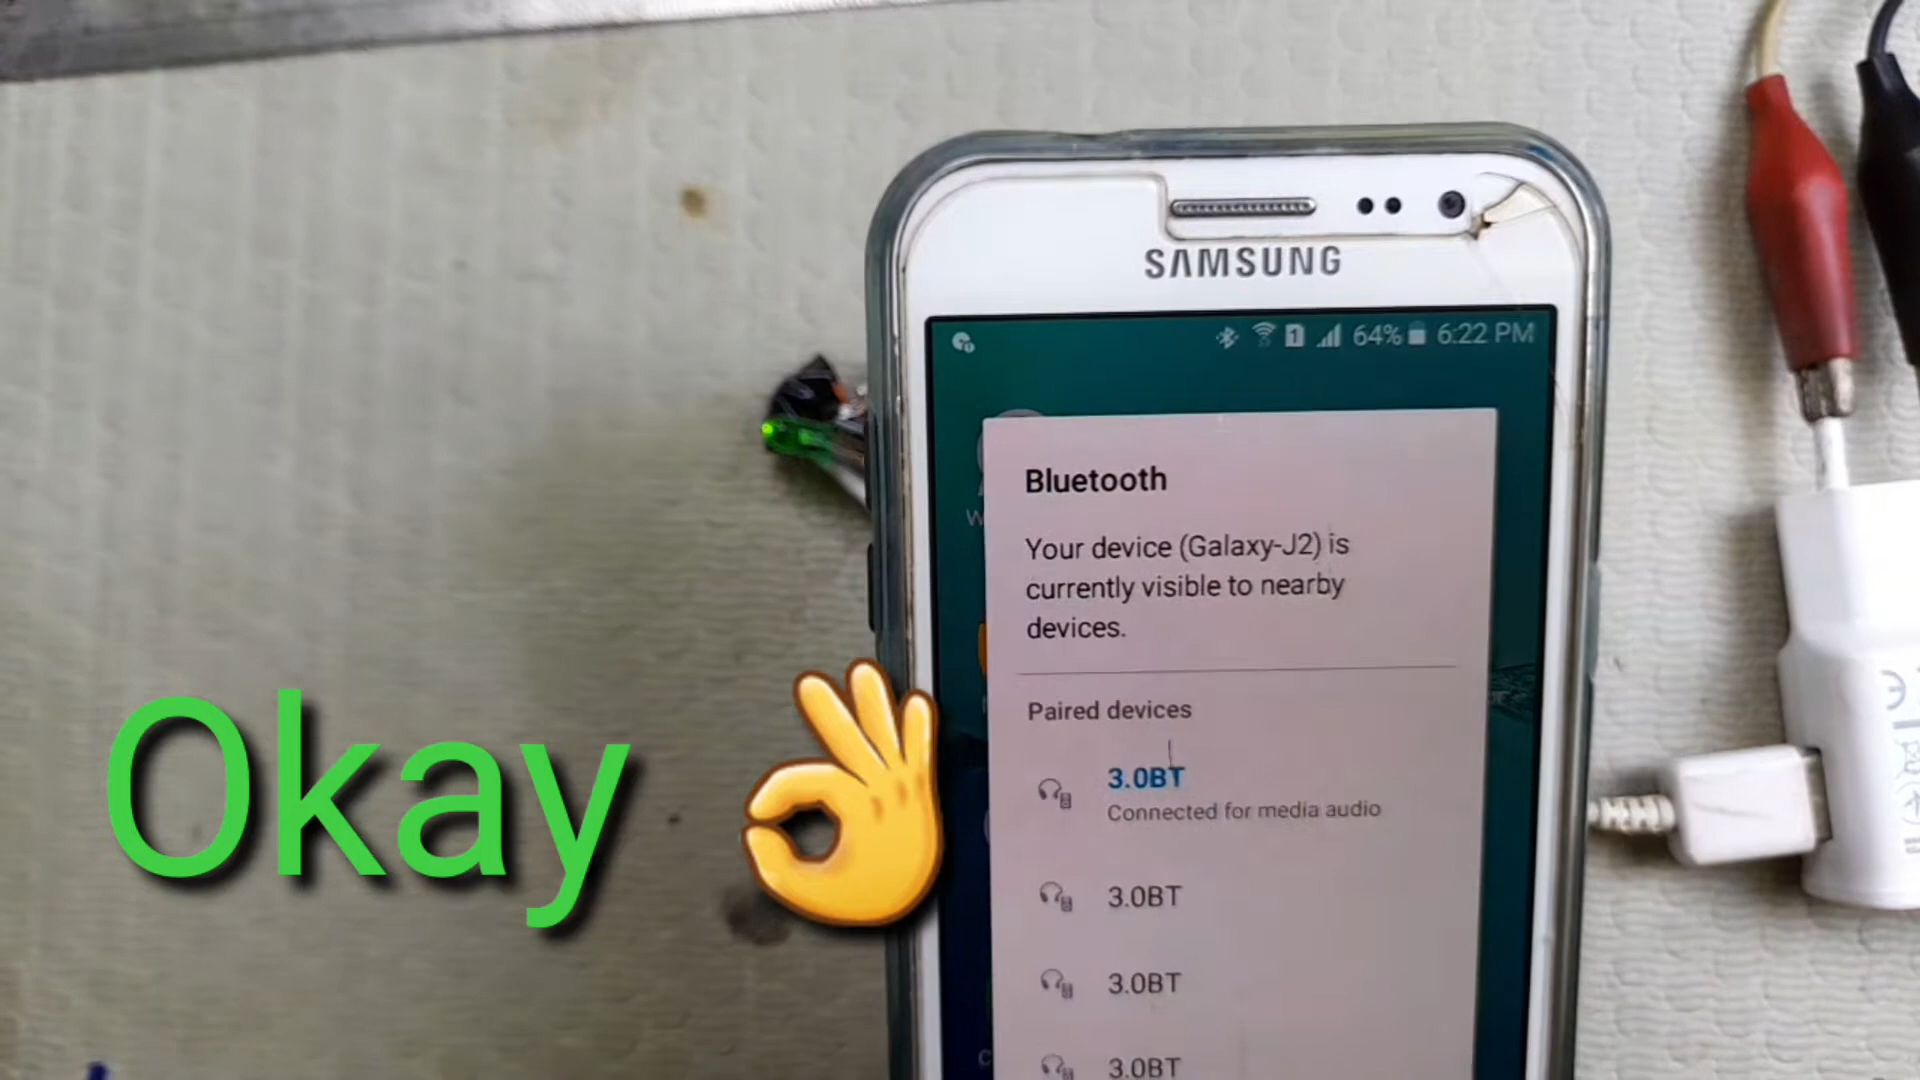 SAMSUNG
1 64% 6:22 PM
Bluetooth
Your device (Galaxy-J2) is
currently visible to nearby
devices.
Paired devices
3.0BT
Connected for media audio
3.0BT
3.0BT
3.0BT
Okay 👌